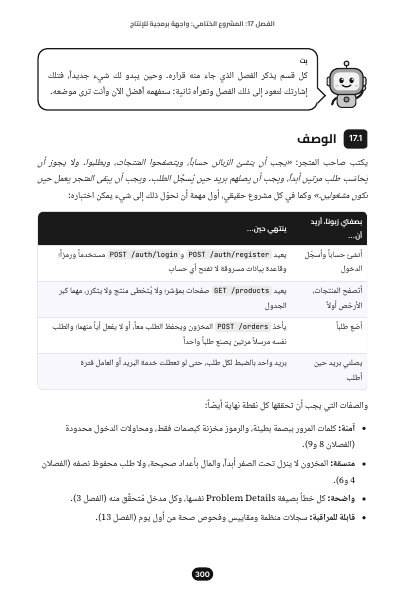 الفصل 17: المشروع الختامي: واجهة برمجية للإنتاج
بِت
كل قسم يذكر الفصل الذي جاء منه قراره. وحين يبدو لك شيء جديداً، فتلك
إشارتك لتعود إلى ذلك الفصل وتقرأه ثانية: ستفهمه أفضل الآن وأنت ترى موضعه.
17.1 الوصف
يكتب صاحب المتجر: «يجب أن ينشئ الزبائن حساباً، ويتصفحوا المنتجات، ويطلبوا. ولا يجوز أن
يُحاسَب طلب مرتين أبداً، ويجب أن يصلهم بريد حين يُسجَّل الطلب. ويجب أن يبقى المتجر يعمل حين
نكون مشغولين.» وكما في كل مشروع حقيقي، أول مهمة أن نحوّل ذلك إلى شيء يمكن اختباره:
بصفتي زبونا، أريد
أن... ينتهي حين...
أنشئ حساباً وأسجّل يعيد POST /auth/register و POST /auth/login مستخدماً ورمزاً؛
الدخول وقاعدة بيانات مسروقة لا تفتح أي حساب
أتصفح المنتجات، يعيد GET /products صفحات بمؤشر؛ ولا يُتخطى منتج ولا يتكرر، مهما كبر
الأرخص أولاً الجدول
أضع طلباً يأخذ POST /orders المخزون ويحفظ الطلب معاً، أو لا يفعل أياً منهما؛ والطلب
نفسه مرسلاً مرتين يصنع طلباً واحداً
يصلني بريد حين بريد واحد بالضبط لكل طلب، حتى لو تعطلت خدمة البريد أو العامل فترة
أطلب
والصفات التي يجب أن تحققها كل نقطة نهاية أيضاً:
• آمنة: كلمات المرور ببصمة بطيئة، والرموز مخزنة كبصمات فقط، ومحاولات الدخول محدودة
(الفصلان 8 و9).
• متسقة: المخزون لا ينزل تحت الصفر أبداً، والمال بأعداد صحيحة، ولا طلب محفوظ نصفه (الفصلان
4 و6).
• واضحة: كل خطأ بصيغة Problem Details نفسها، وكل مدخل مُتحقَّق منه (الفصل 3).
• قابلة للمراقبة: سجلات منظمة ومقاييس وفحوص صحة من أول يوم (الفصل 13).
300